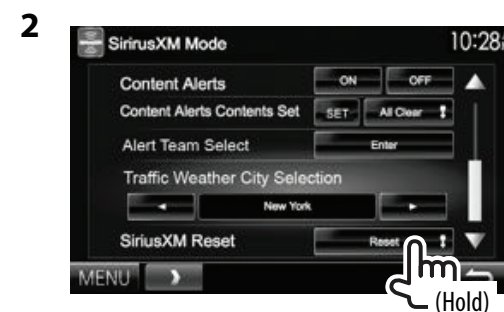 2
SirirusXM Mode 10:28
Content Alerts ON OFF
Content Alerts Contents Set SET All Clear
Alert Team Select Enter
Traffic Weather City Selection
New York
SiriusXM Reset Reset
MENU
(Hold)